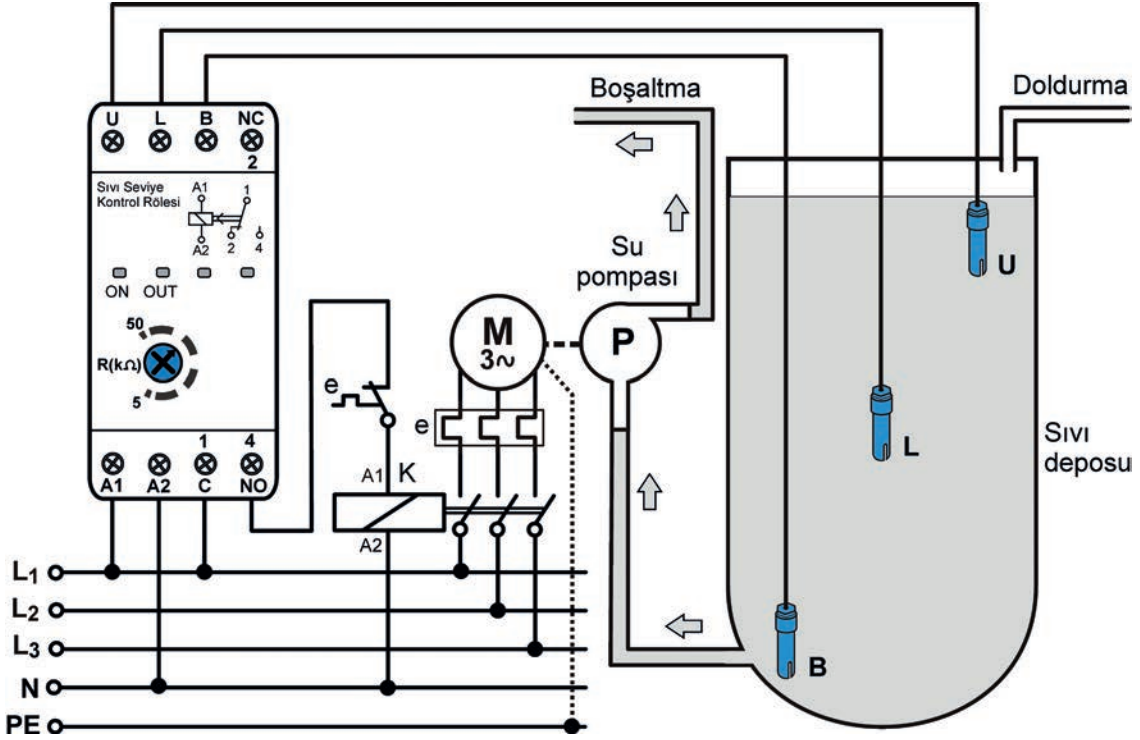 U L B NC
2
Sıvı Seviye
Kontrol Rölesi
A1
1
A2
2
4
ON OUT
50
R(kΩ)
5
1 4
A1 A2 C NO
Boşaltma
Doldurma
Su
pompası
M
3~
P
e
e
A1 K
A2
U
L
B
Sıvı
deposu
L1
L2
L3
N
PE